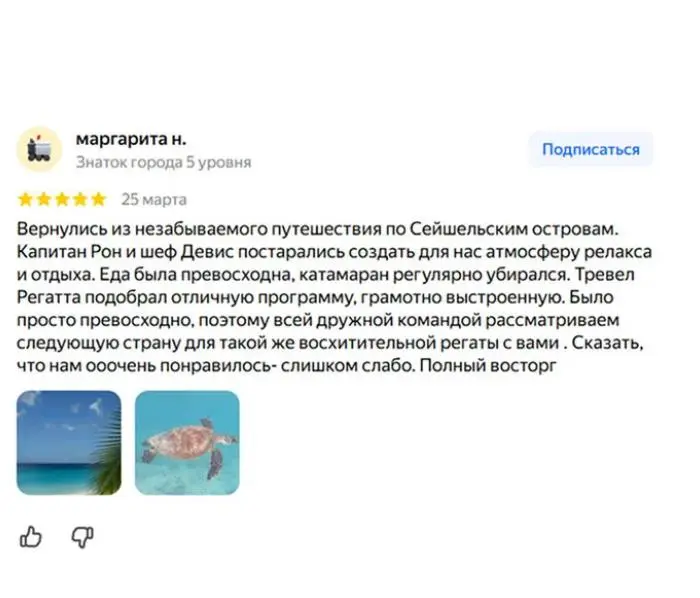 маргарита н.
Знаток города 5 уровня
Подписаться
25 марта
Вернулись из незабываемого путешествия по Сейшельским островам.
Капитан Рон и шеф Девис постарались создать для нас атмосферу релакса
и отдыха. Еда была превосходна, катамаран регулярно убирался. Тревел
Регатта подобрал отличную программу, грамотно выстроенную. Было
просто превосходно, поэтому всей дружной командой рассматриваем
следующую страну для такой же восхитительной регаты с вами . Сказать,
что нам ооочень понравилось- слишком слабо. Полный восторг